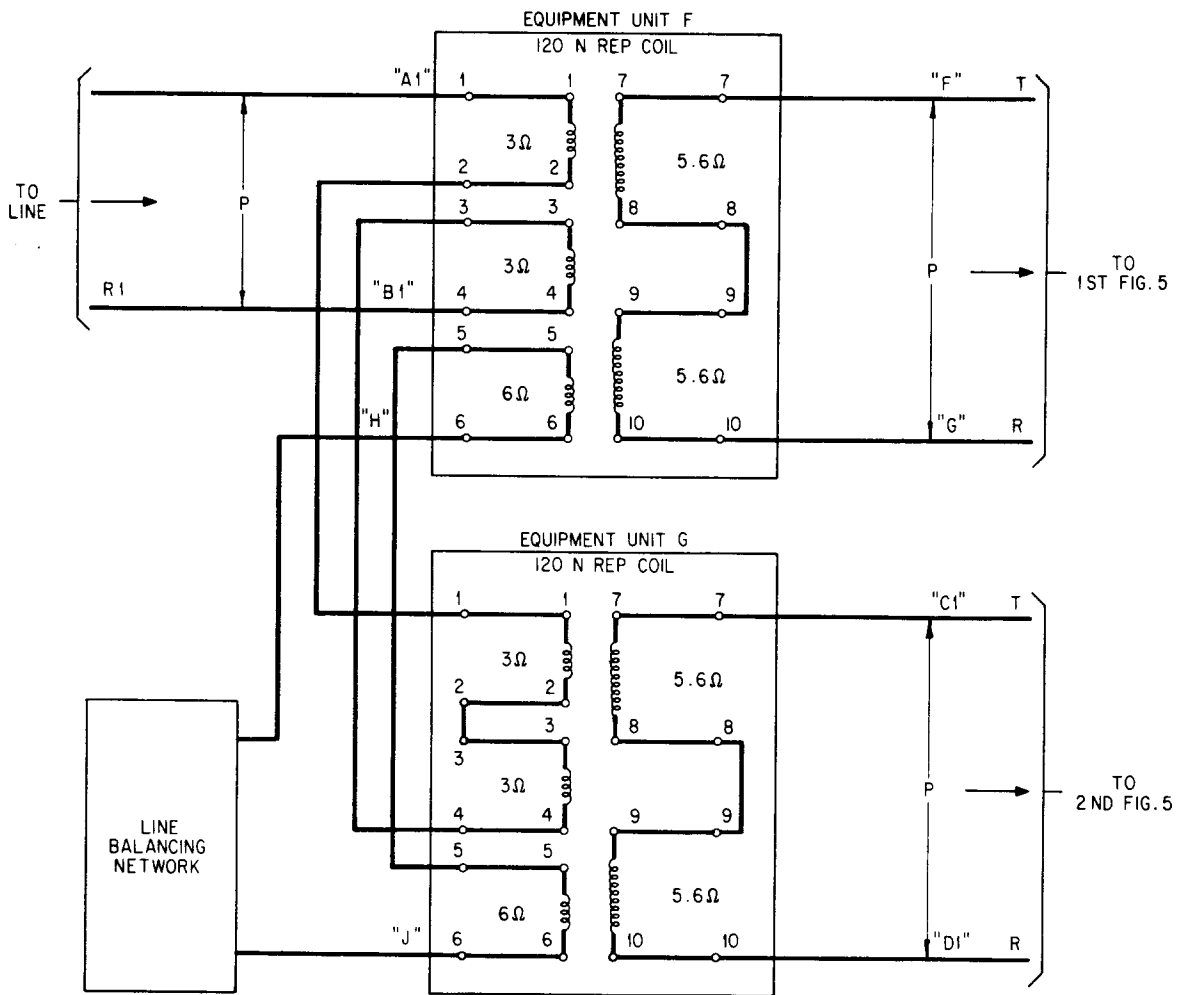 EQUIPMENT UNIT F
120 N REP COIL
"A1" 1 1 7 7 "F" T
3Ω
5.6Ω
2 2
TO LINE
P
3 3 8 8
3Ω
P
TO 1ST FIG.5
R1 "B1" 4 4 9 9
5 5
6Ω
5.6Ω
"H" 6 6 10 10 "G" R
EQUIPMENT UNIT G
120 N REP COIL
1 1 7 7 "C1" T
3Ω
5.6Ω
2 2
3 3 8 8
3Ω
P
TO 2ND FIG.5
4 4 9 9
LINE
BALANCING
NETWORK
5 5
6Ω
5.6Ω
"J" 6 6 10 10 "D1" R